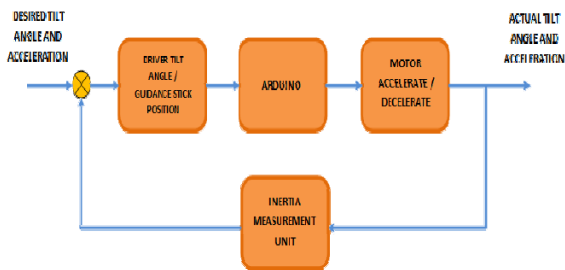 DESIRED TILT
ANGLE AND
ACCELERATION
DRIVER TILT
ANGLE /
GUIDANCE STICK
POSITION
ARDUINO
MOTOR
ACCELERATE /
DECELERATE
ACTUAL TILT
ANGLE AND
ACCELERATION
INERTIA
MEASUREMENT
UNIT